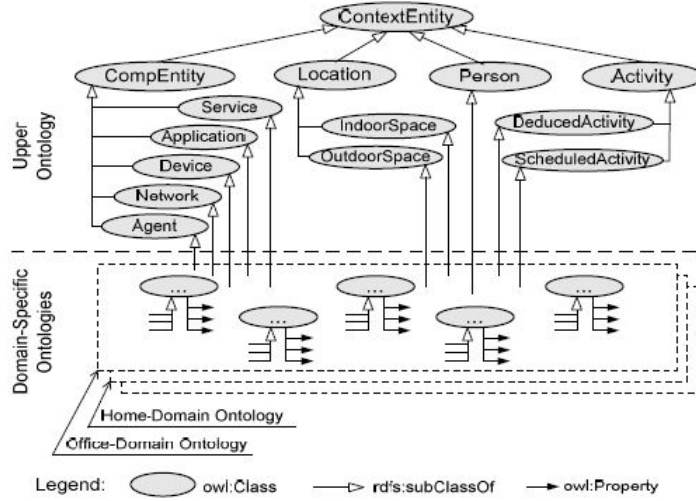 ContextEntity
CompEntity Location Person Activity
Service
Application
Device
Network
Agent
IndoorSpace
OutdoorSpace
DeducedActivity
ScheduledActivity
Upper
Ontology
Domain-Specific
Ontologies
... ... ...
... ...
Home-Domain Ontology
Office-Domain Ontology
Legend: owl:Class rdfs:subClassOf owl:Property